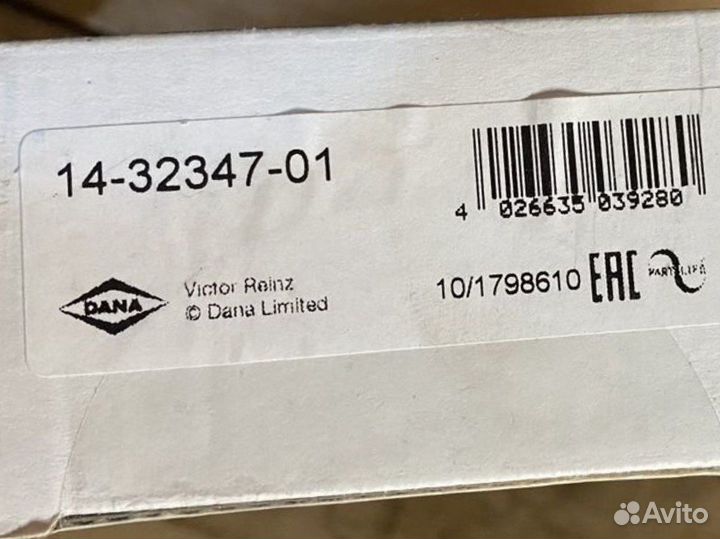 14-32347-01
4 026635 039280
DANA
Victor Reinz
© Dana Limited
10/1798610 EAC
Avito